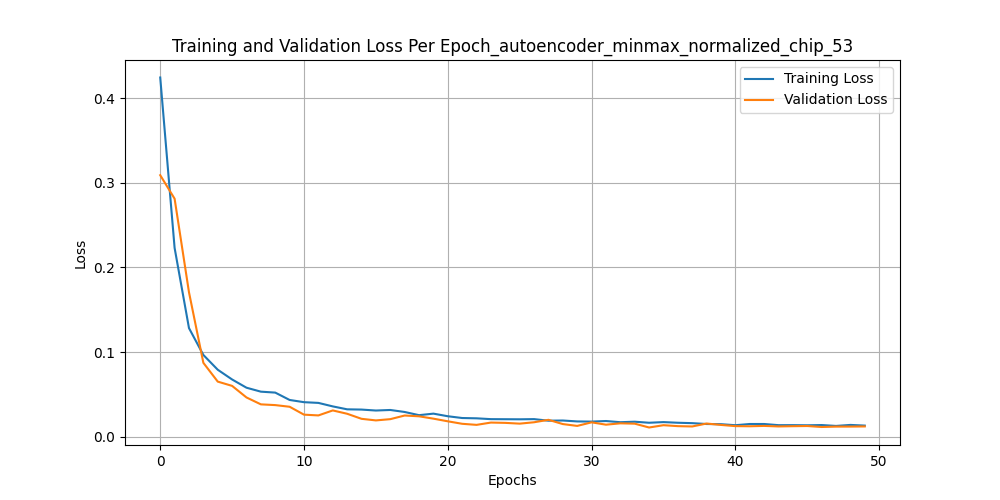 Training and Validation Loss Per Epoch_autoencoder_minmax_normalized_chip_53
Training Loss
Validation Loss
Loss
0.4
0.3
0.2
0.1
0.0
0 10 20 30 40 50
Epochs